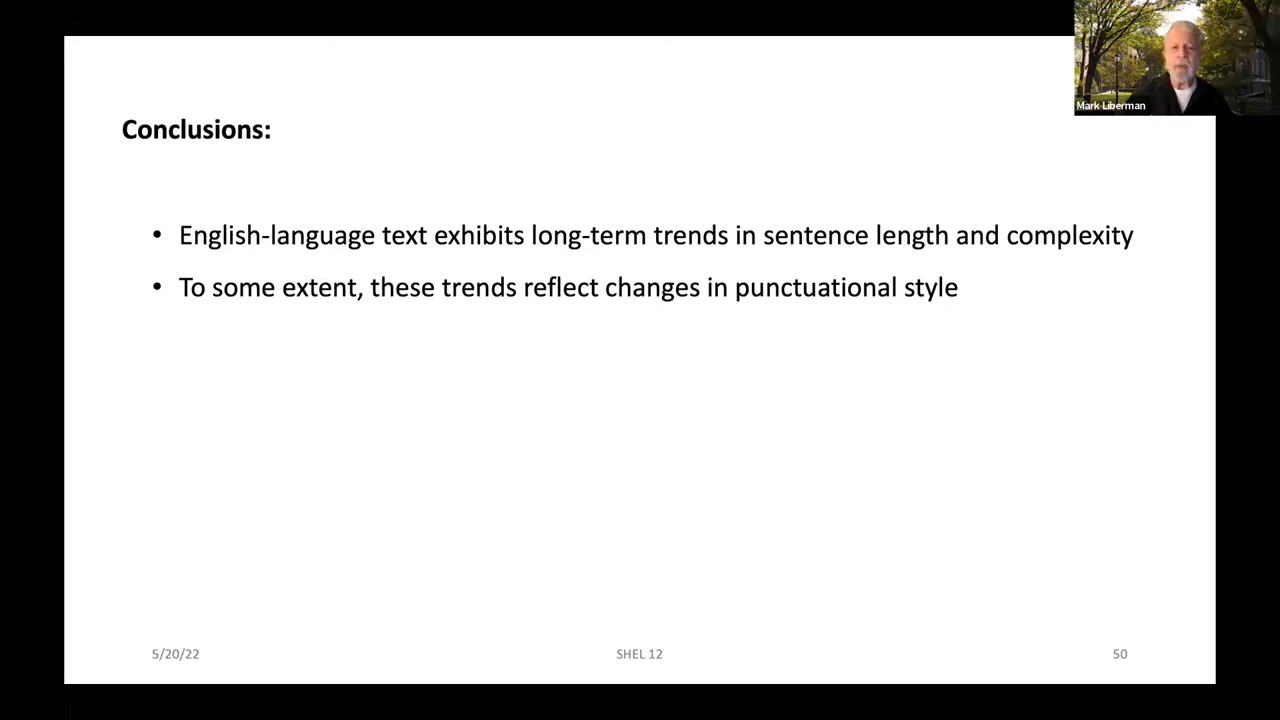 Mark Liberman
Conclusions:
• English-language text exhibits long-term trends in sentence length and complexity
• To some extent, these trends reflect changes in punctuational style
5/20/22
SHEL 12
50